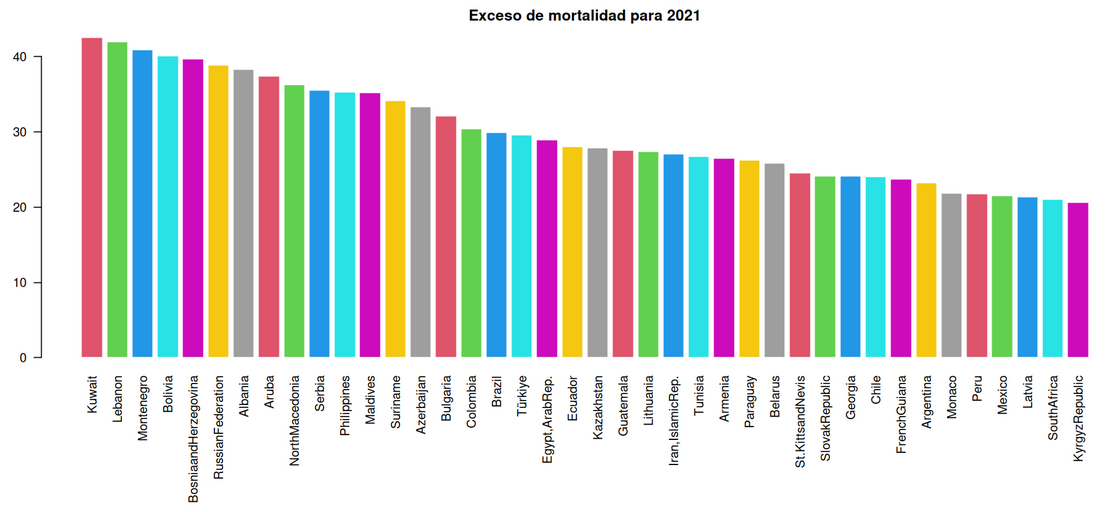 Exceso de mortalidad para 2021
40
30
20
10
0
Kuwait
Lebanon
Montenegro
Bolivia
BosniaandHerzegovina
RussianFederation
Albania
Aruba
NorthMacedonia
Serbia
Philippines
Maldives
Suriname
Azerbaijan
Bulgaria
Colombia
Brazil
Türkiye
Egypt,ArabRep.
Ecuador
Kazakhstan
Guatemala
Lithuania
Iran,IslamicRep.
Tunisia
Armenia
Paraguay
Belarus
St.KittsandNevis
SlovakRepublic
Georgia
Chile
FrenchGuiana
Argentina
Monaco
Peru
Mexico
Latvia
SouthAfrica
KyrgyzRepublic